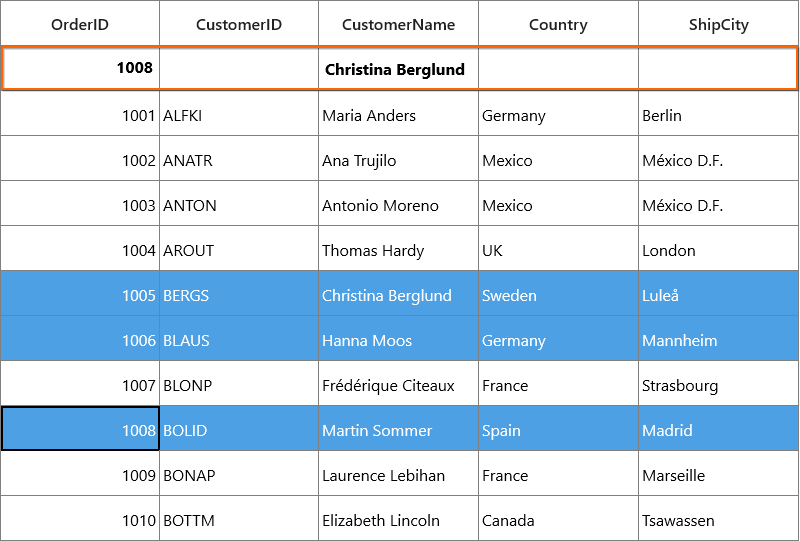 OrderID CustomerID CustomerName Country ShipCity
1008 Christina Berglund
1001 ALFKI Maria Anders Germany Berlin
1002 ANATR Ana Trujilo Mexico México D.F.
1003 ANTON Antonio Moreno Mexico México D.F.
1004 AROUT Thomas Hardy UK London
1005 BERGS Christina Berglund Sweden Luleå
1006 BLAUS Hanna Moos Germany Mannheim
1007 BLONP Frédérique Citeaux France Strasbourg
1008 BOLID Martin Sommer Spain Madrid
1009 BONAP Laurence Lebihan France Marseille
1010 BOTTM Elizabeth Lincoln Canada Tsawassen